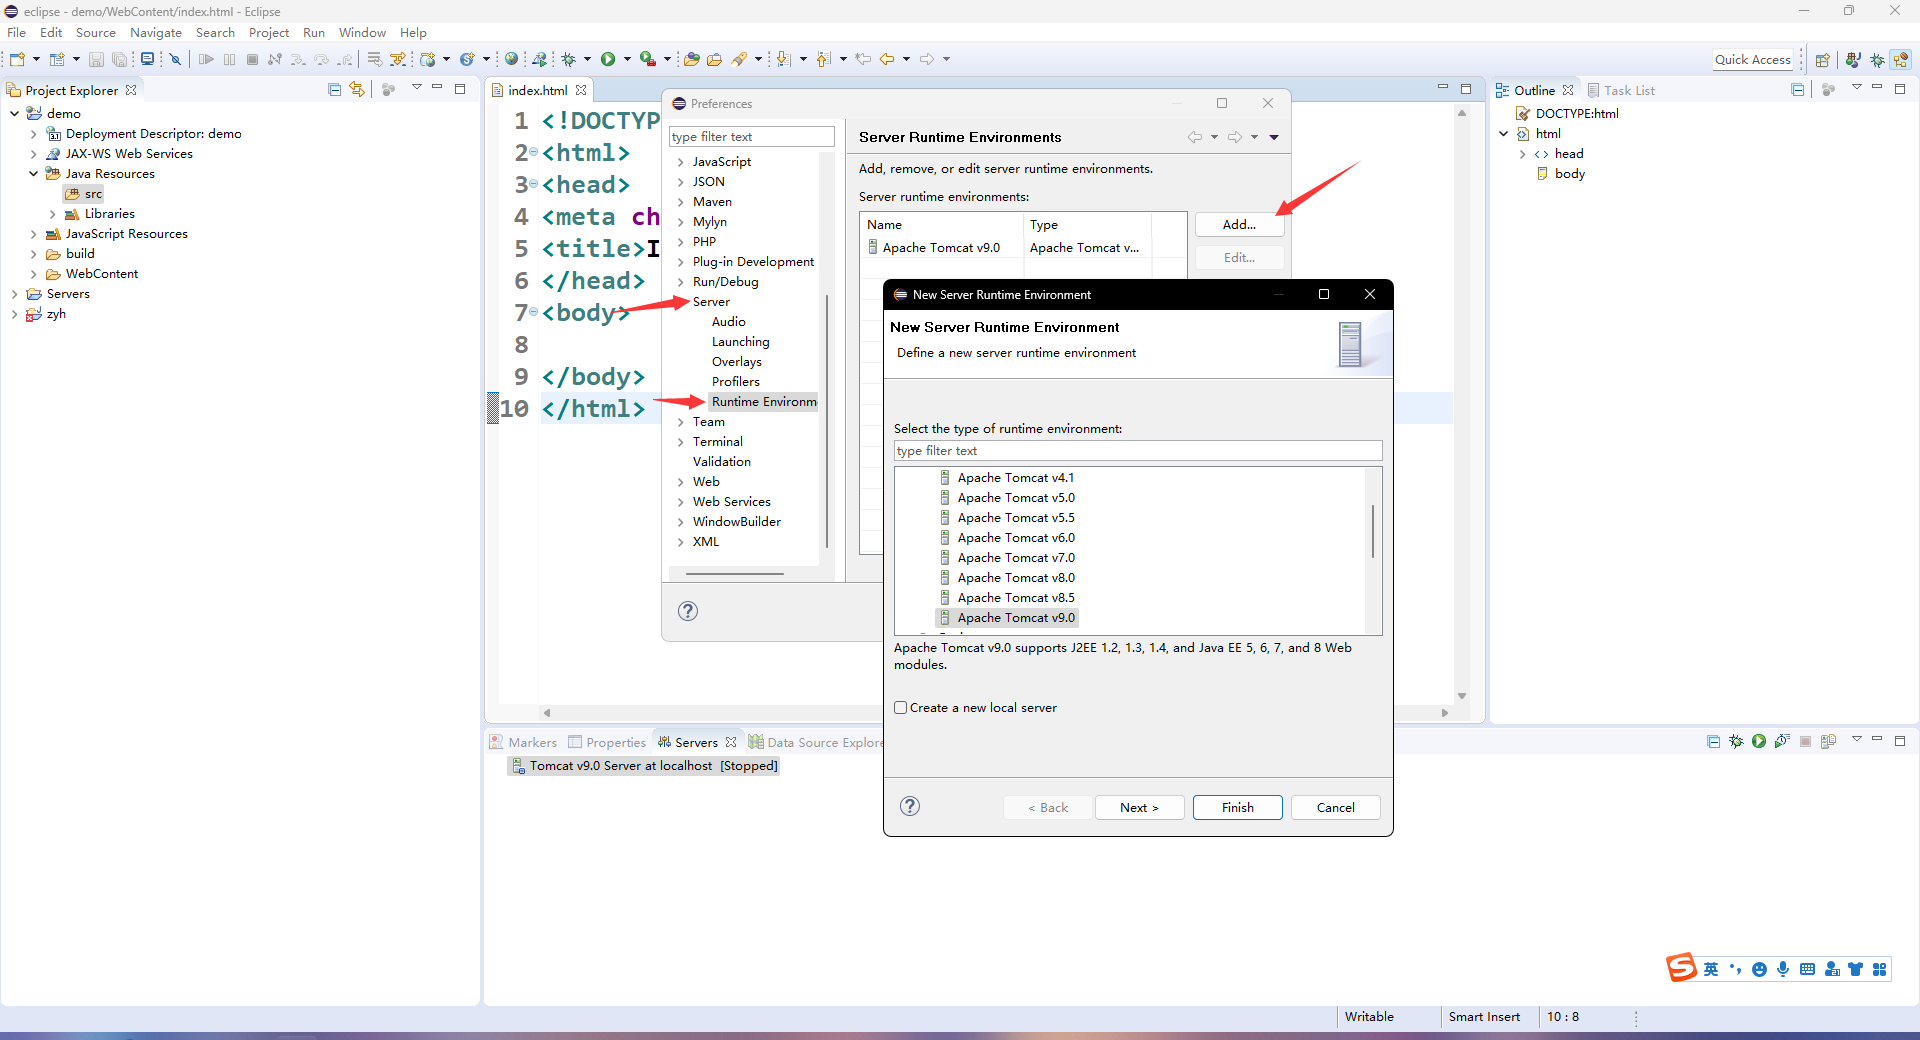 eclipse - demo/WebContent/index.html - Eclipse
File Edit Source Navigate Search Project Run Window Help
Quick Access
Project Explorer
demo
Deployment Descriptor: demo
JAX-WS Web Services
Java Resources
src
Libraries
JavaScript Resources
build
WebContent
Servers
zyh
index.html
1 <!DOCTYP
2 <html>
3 <head>
4 <meta ch
5 <title>I
6 </head>
7 <body>
8
9 </body>
10 </html>
Preferences
type filter text
JavaScript
JSON
Maven
Mylyn
PHP
Plug-in Development
Run/Debug
Server
Audio
Launching
Overlays
Profilers
Runtime Environm
Team
Terminal
Validation
Web
Web Services
WindowBuilder
XML
Server Runtime Environments
Add, remove, or edit server runtime environments.
Server runtime environments:
Name Type
Apache Tomcat v9.0 Apache Tomcat v...
Add...
Edit...
New Server Runtime Environment
New Server Runtime Environment
Define a new server runtime environment
Select the type of runtime environment:
type filter text
Apache Tomcat v4.1
Apache Tomcat v5.0
Apache Tomcat v5.5
Apache Tomcat v6.0
Apache Tomcat v7.0
Apache Tomcat v8.0
Apache Tomcat v8.5
Apache Tomcat v9.0
Apache Tomcat v9.0 supports J2EE 1.2, 1.3, 1.4, and Java EE 5, 6, 7, and 8 Web
modules.
Create a new local server
< Back Next > Finish Cancel
Outline Task List
DOCTYPE:html
html
head
body
Markers Properties Servers Data Source Explore
Tomcat v9.0 Server at localhost [Stopped]
英
Writable Smart Insert 10 : 8